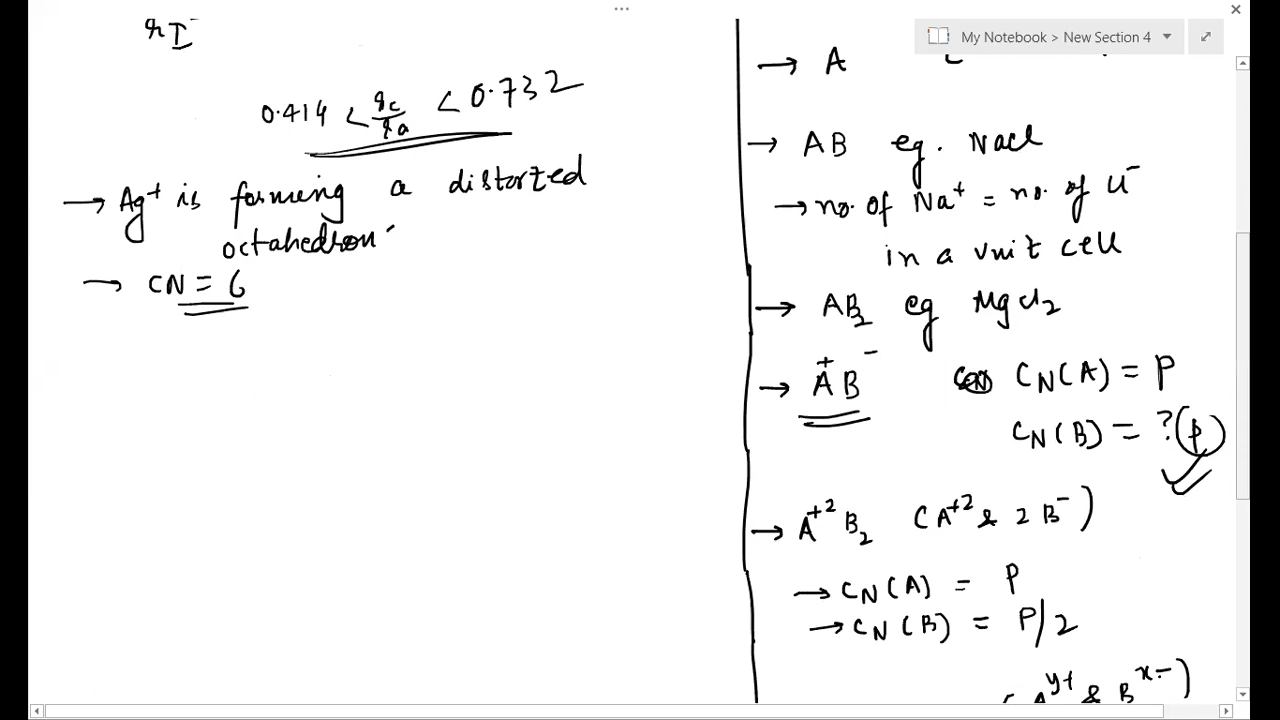 My Notebook > New Section 4
rI⁻
0.414 < rc/ra < 0.732
→ Ag⁺ is forming a distorted
octahedron
→ CN = 6
→ A
→ AB eg. NaCl
→ no. of Na⁺ = no. of Cl⁻
in a unit cell
→ AB₂ eg MgCl₂
→ A⁺B⁻ CN(A) = P
CN(B) = ?(P)
→ A⁺²B₂ (A⁺² & 2B⁻)
→ CN(A) = P
→ CN(B) = P/2
(A^y+ & B^x-)